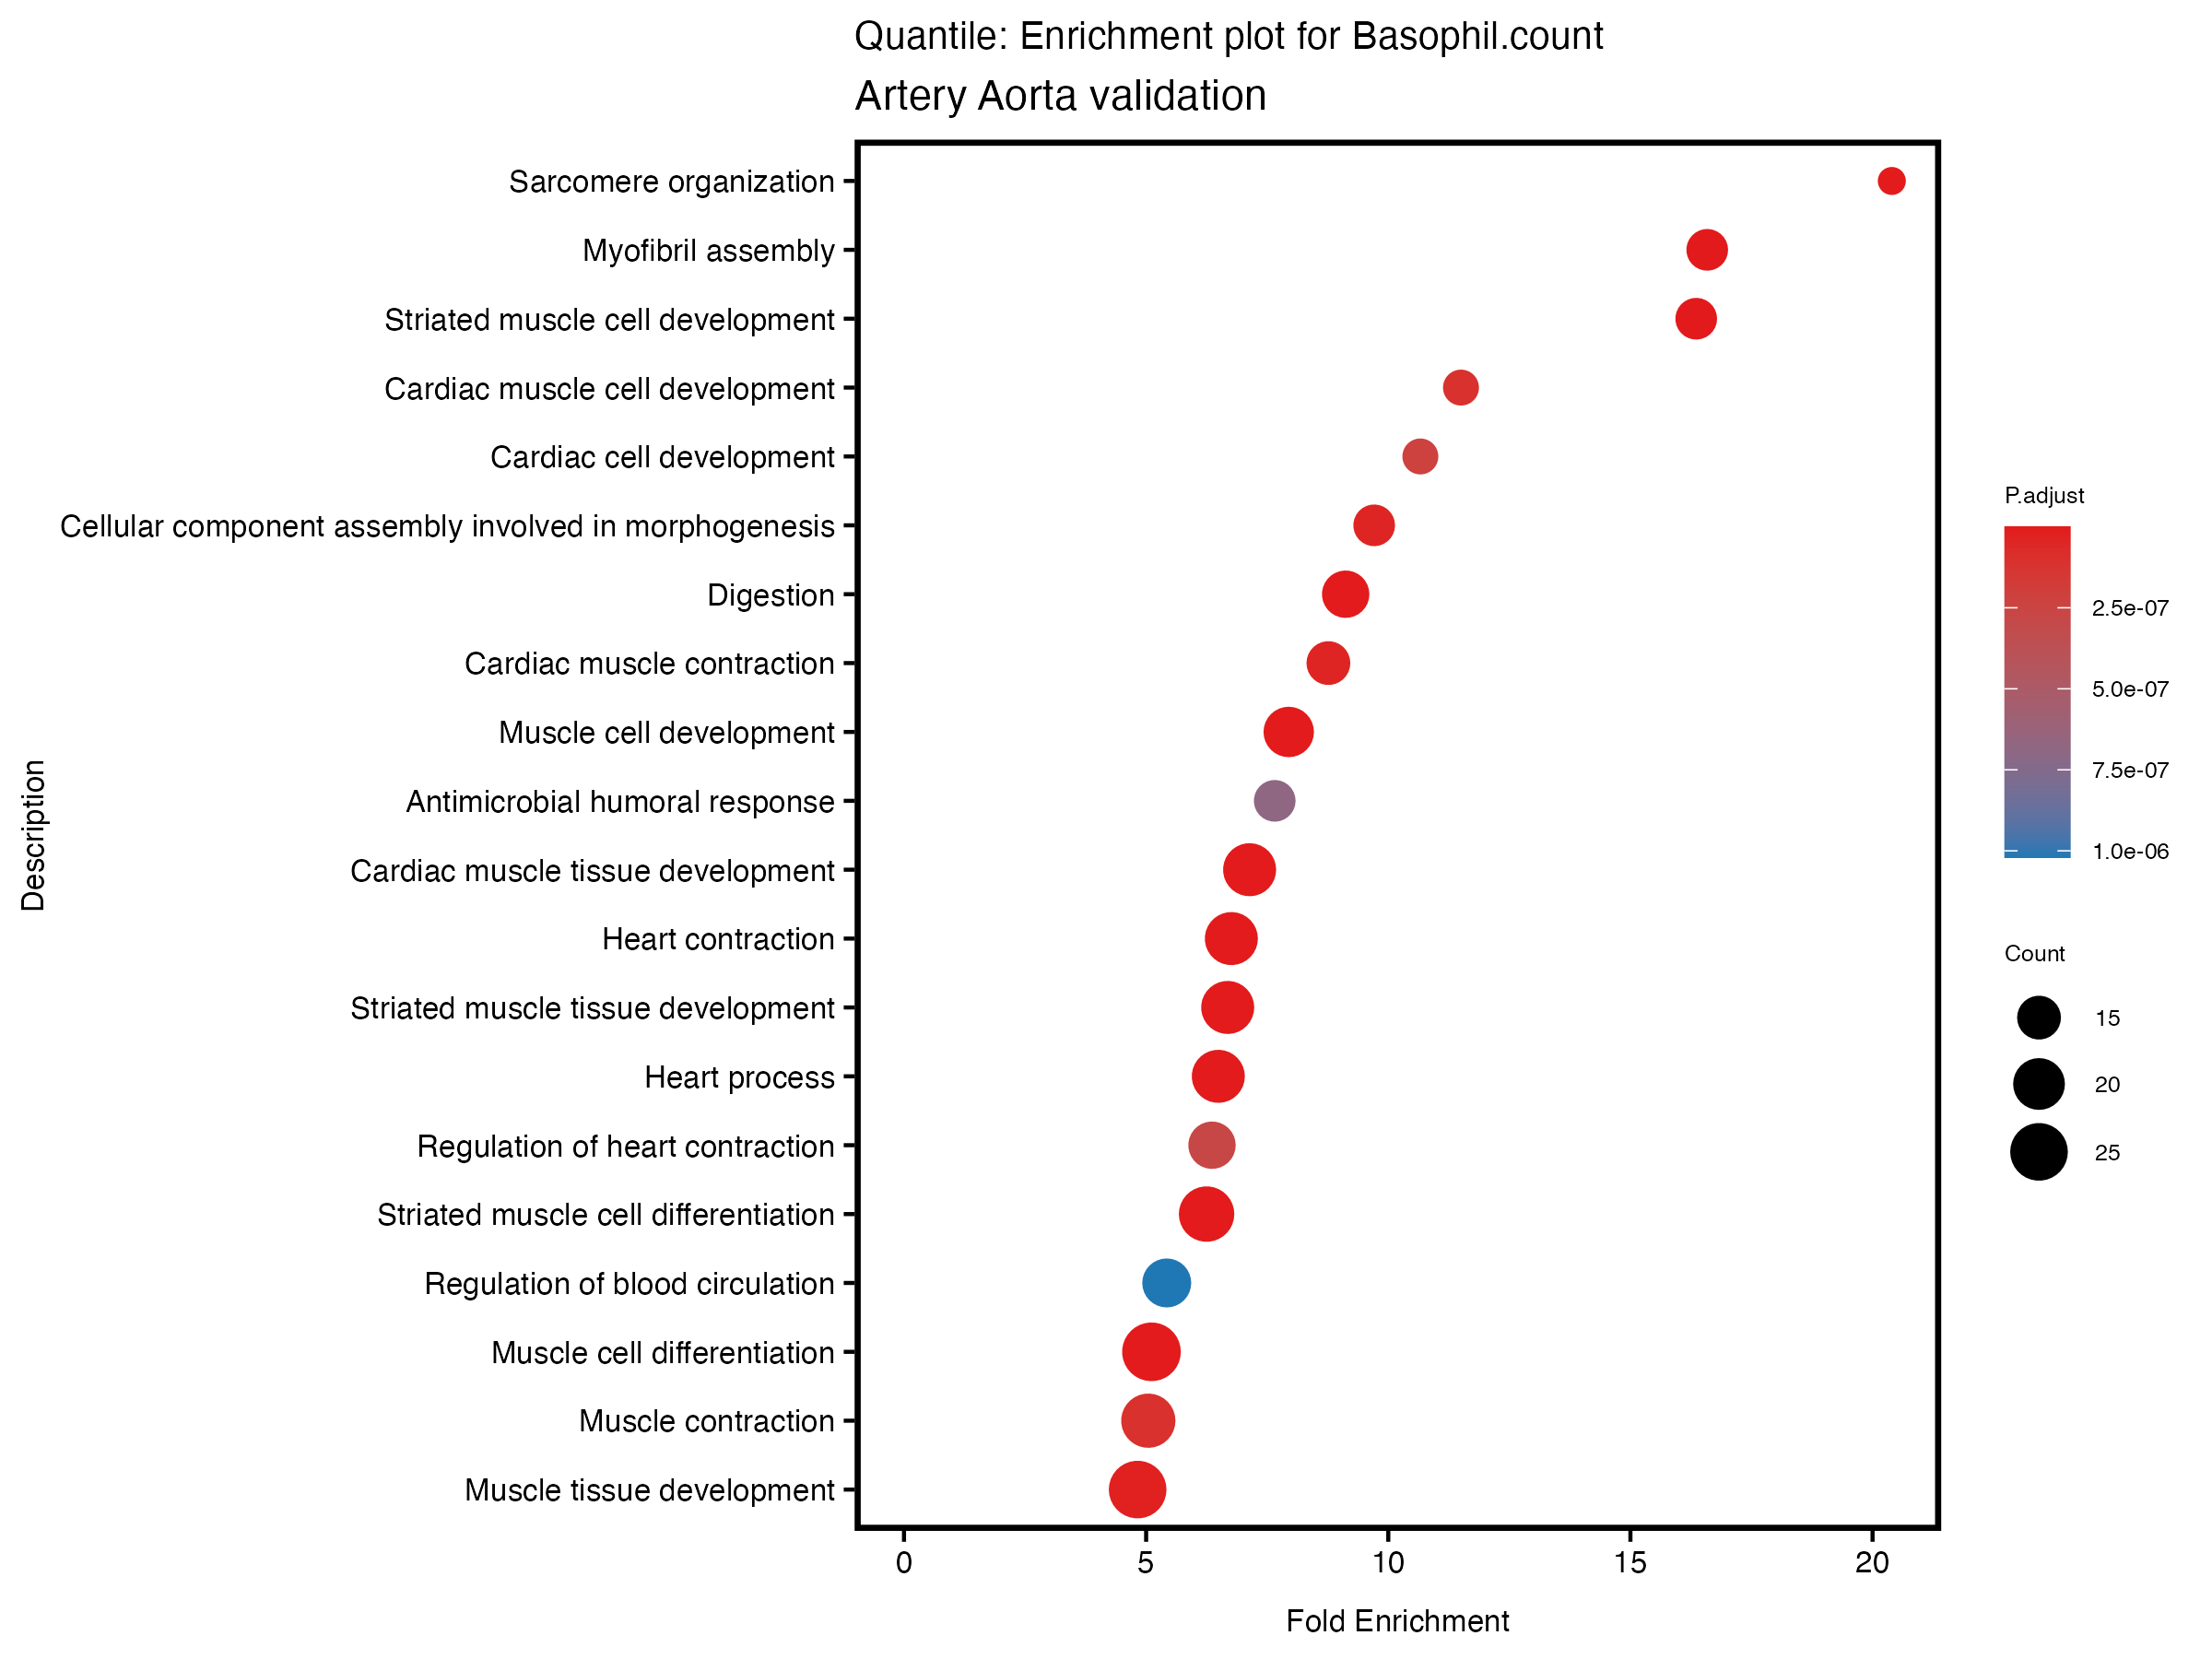 Quantile: Enrichment plot for Basophil.count
Artery Aorta validation
Description
Sarcomere organization
Myofibril assembly
Striated muscle cell development
Cardiac muscle cell development
Cardiac cell development
Cellular component assembly involved in morphogenesis
Digestion
Cardiac muscle contraction
Muscle cell development
Antimicrobial humoral response
Cardiac muscle tissue development
Heart contraction
Striated muscle tissue development
Heart process
Regulation of heart contraction
Striated muscle cell differentiation
Regulation of blood circulation
Muscle cell differentiation
Muscle contraction
Muscle tissue development
0 5 10 15 20
Fold Enrichment
P.adjust
2.5e-07
5.0e-07
7.5e-07
1.0e-06
Count
15
20
25